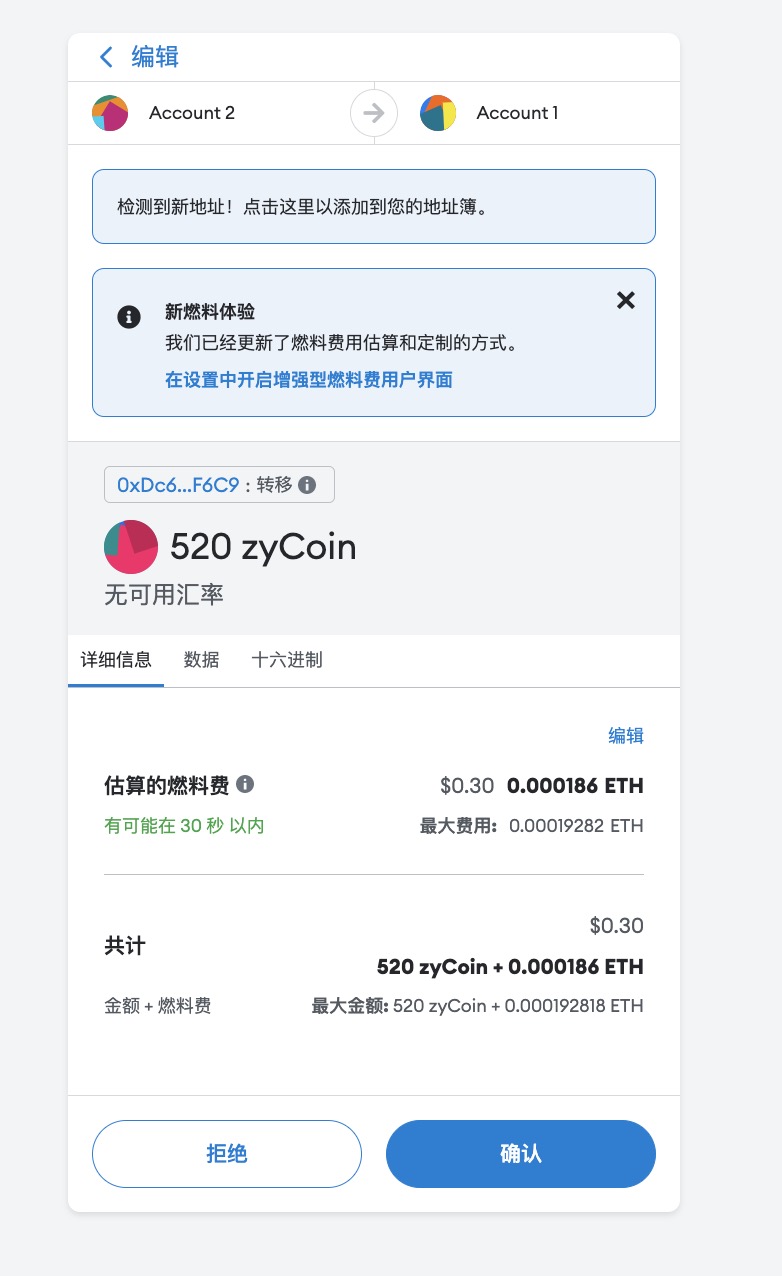 编辑
Account 2
Account 1
检测到新地址！点击这里以添加到您的地址簿。
新燃料体验
我们已经更新了燃料费用估算和定制的方式。
在设置中开启增强型燃料费用户界面
0xDc6...F6C9 : 转移
520 zyCoin
无可用汇率
详细信息 数据 十六进制
编辑
估算的燃料费 $0.30 0.000186 ETH
有可能在 30 秒 以内 最大费用: 0.00019282 ETH
$0.30
共计
520 zyCoin + 0.000186 ETH
金额 + 燃料费 最大金额: 520 zyCoin + 0.000192818 ETH
拒绝 确认